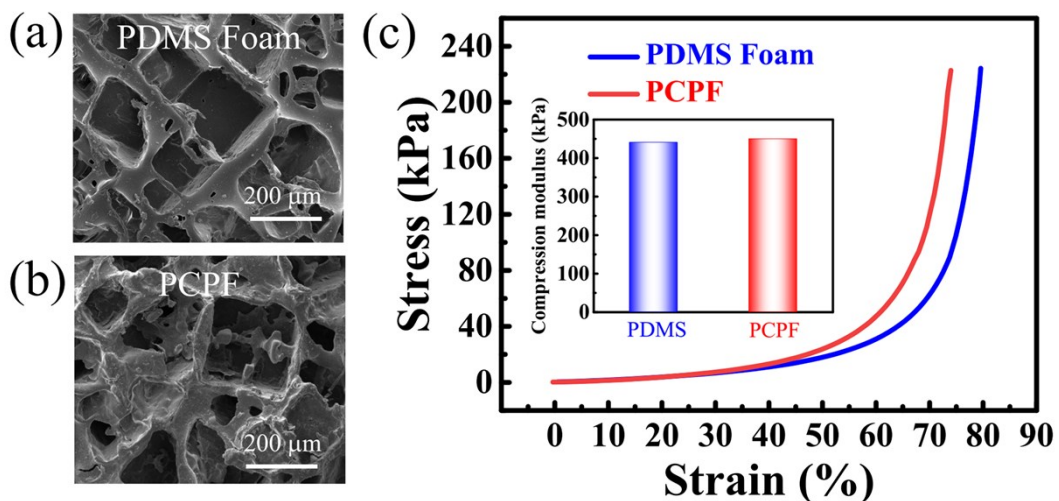 (a)
PDMS Foam
200 μm
(b)
PCPF
200 μm
(c)
Stress (kPa)
240
200
160
120
80
40
0
PDMS Foam
PCPF
Compression modulus (kPa)
500
400
300
200
100
0
PDMS
PCPF
0 10 20 30 40 50 60 70 80 90
Strain (%)